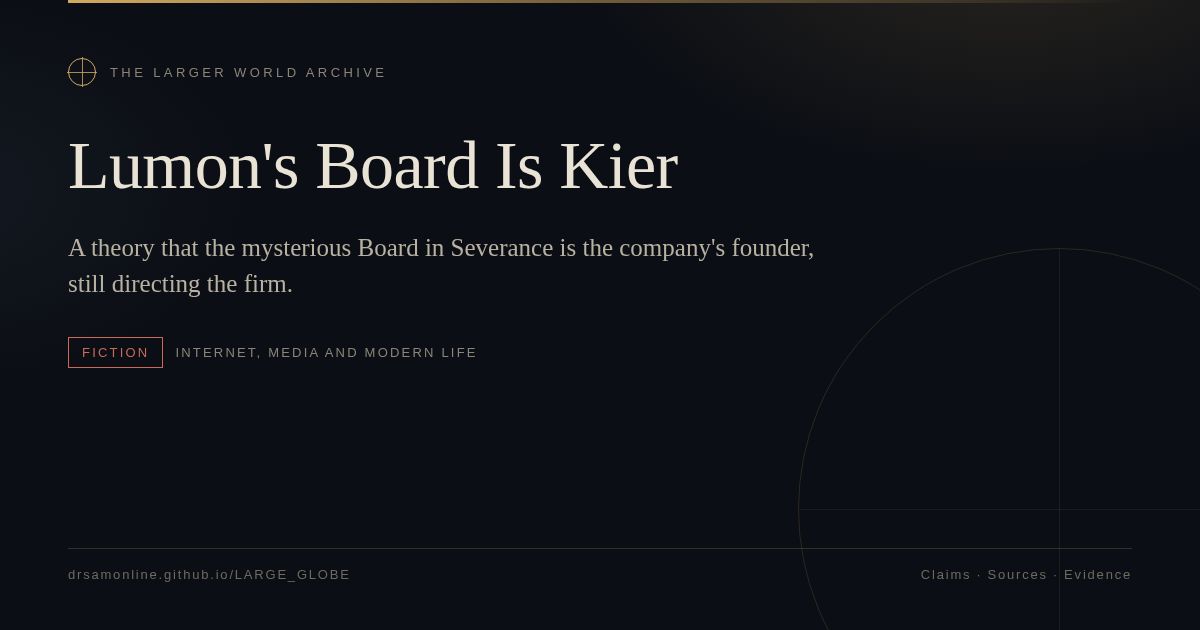 THE LARGER WORLD ARCHIVE
Lumon's Board Is Kier
A theory that the mysterious Board in Severance is the company's founder,
still directing the firm.
FICTION
INTERNET, MEDIA AND MODERN LIFE
drsamonline.github.io/LARGE_GLOBE
Claims · Sources · Evidence